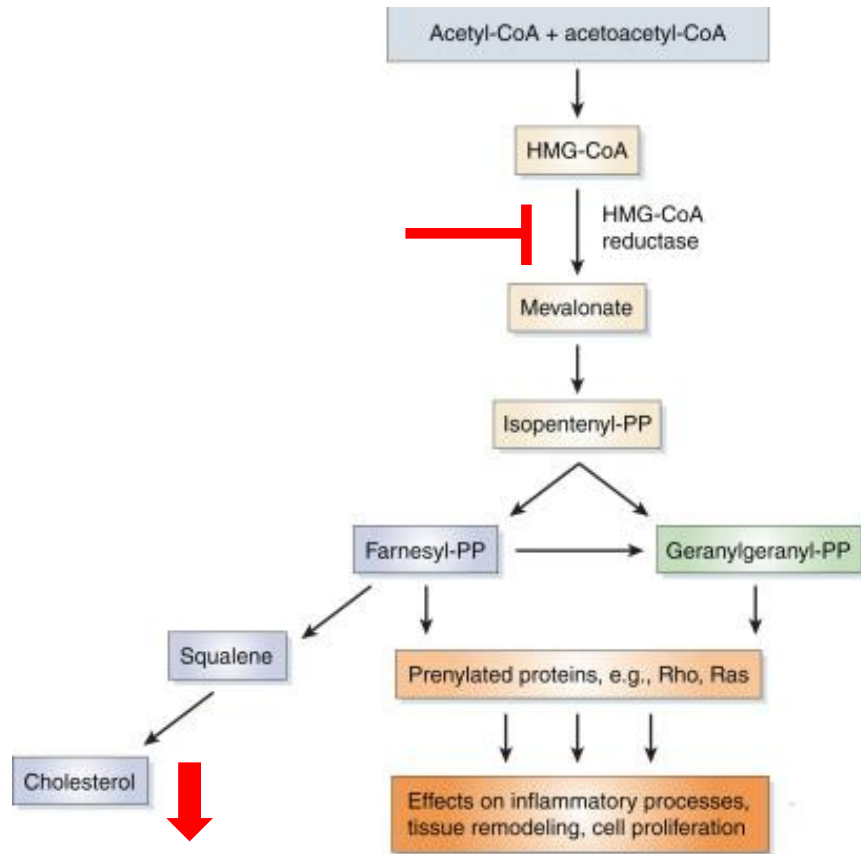 Acetyl-CoA + acetoacetyl-CoA
HMG-CoA
HMG-CoA
reductase
Mevalonate
Isopentenyl-PP
Farnesyl-PP
Geranylgeranyl-PP
Squalene
Prenylated proteins, e.g., Rho, Ras
Cholesterol
Effects on inflammatory processes,
tissue remodeling, cell proliferation